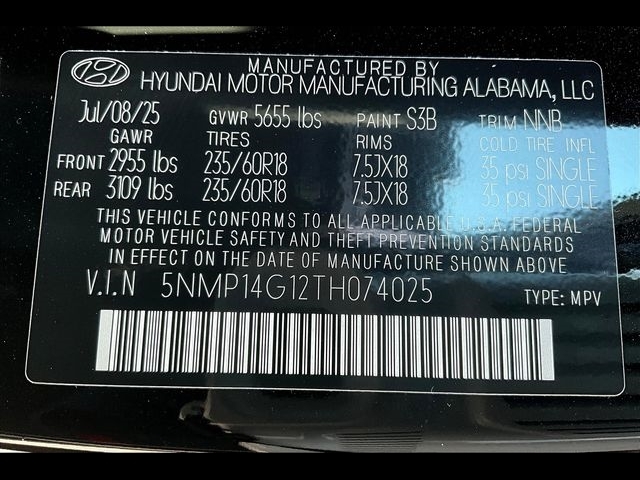 MANUFACTURED BY
HYUNDAI MOTOR MANUFACTURING ALABAMA, LLC
Jul/08/25 GVWR 5655 lbs PAINT S3B TRIM NNB
GAWR TIRES RIMS COLD TIRE INFL
FRONT 2955 lbs 235/60R18 7.5JX18 35 psi SINGLE
REAR 3109 lbs 235/60R18 7.5JX18 35 psi SINGLE
THIS VEHICLE CONFORMS TO ALL APPLICABLE U.S.A. FEDERAL
MOTOR VEHICLE SAFETY AND THEFT PREVENTION STANDARDS
IN EFFECT ON THE DATE OF MANUFACTURE SHOWN ABOVE
V.I.N 5NMP14G12TH074025 TYPE: MPV